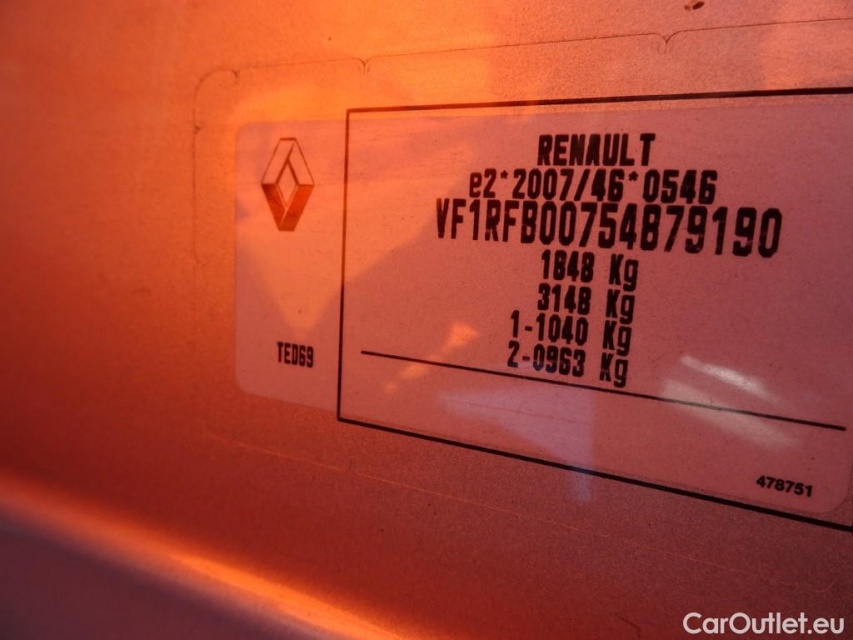 RENAULT
e2*2007/46*0546
VF1RFB00754879190
1848 Kg
3148 Kg
1-1040 Kg
2-0963 Kg
TED69
478751
CarOutlet.eu